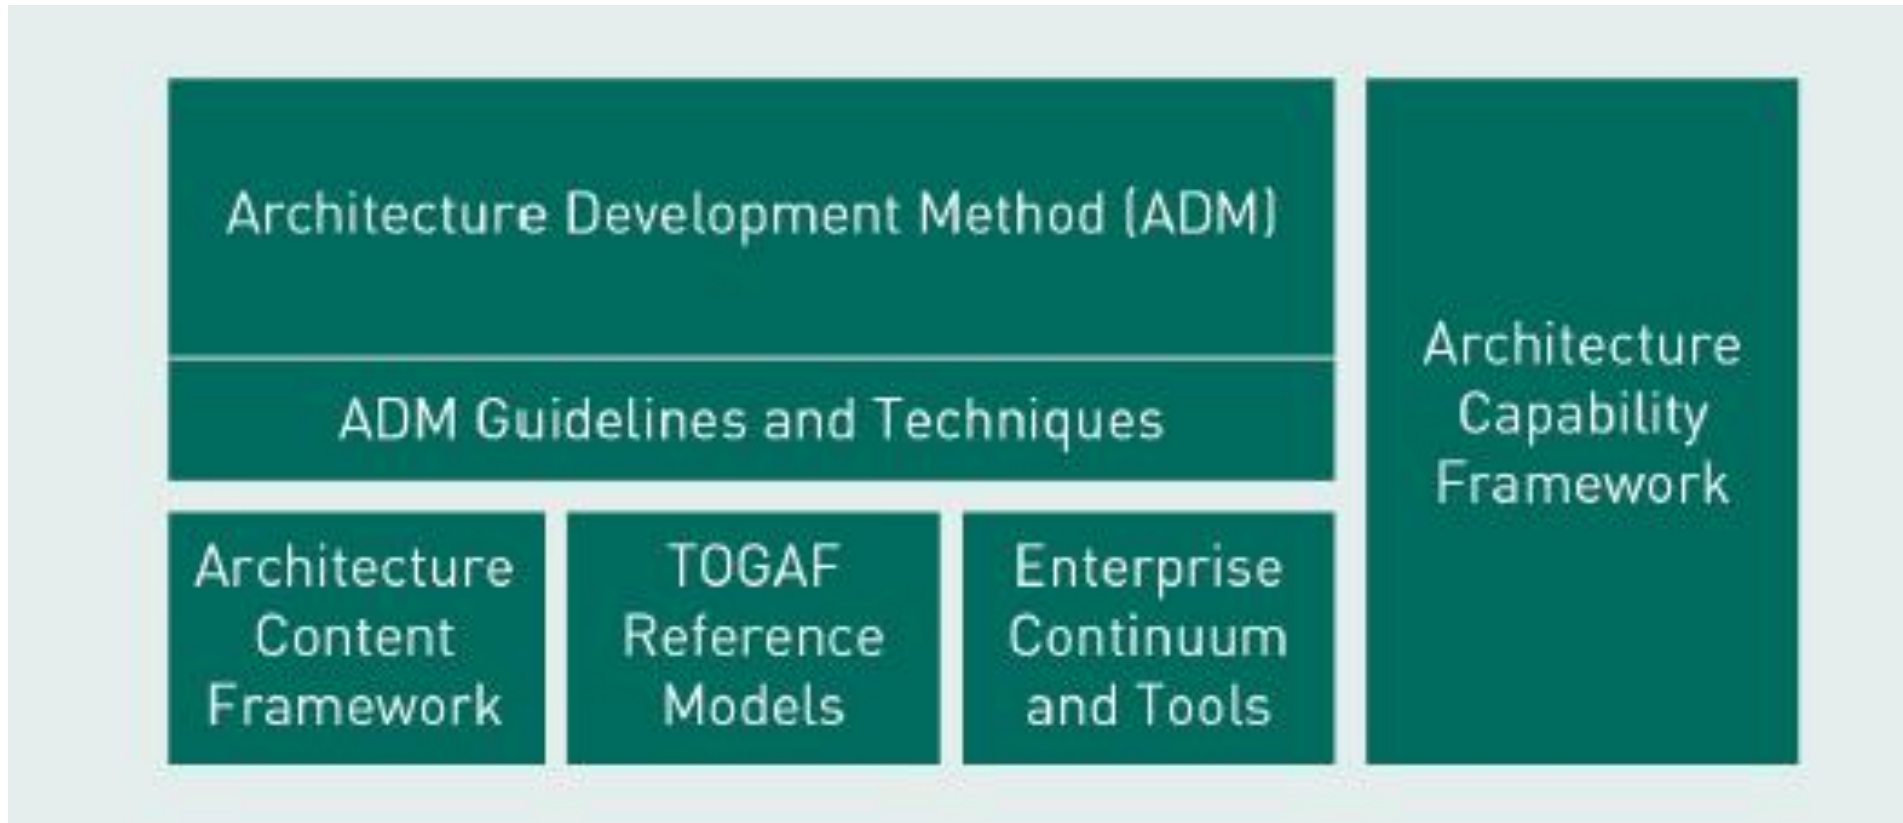 Architecture Development Method (ADM)
ADM Guidelines and Techniques
Architecture
Content
Framework
TOGAF
Reference
Models
Enterprise
Continuum
and Tools
Architecture
Capability
Framework